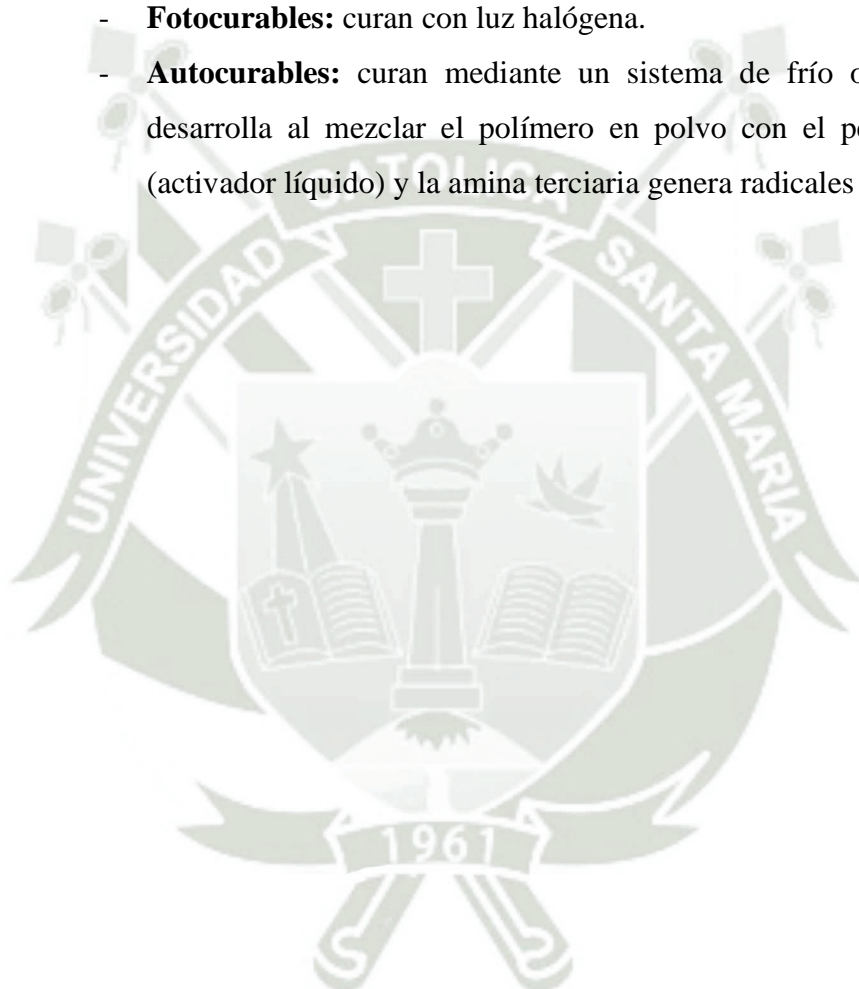 - Fotocurables: curan con luz halógena.
- Autocurables: curan mediante un sistema de frío
desarrolla al mezclar el polímero en polvo con el
(activador líquido) y la amina terciaria genera radicales
UNIVERSIDAD CATOLICA SANTA MARIA
1961